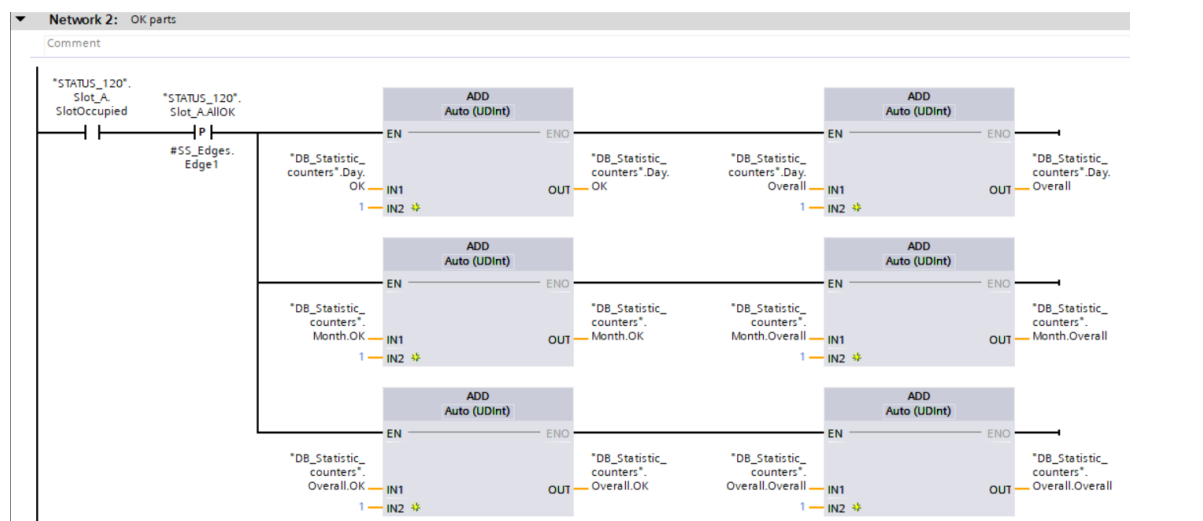 Network 2: OK parts
Comment
"STATUS_120".
Slot_A.
SlotOccupied
"STATUS_120".
Slot_A.AllOK
P
#SS_Edges.
Edge1
ADD
Auto (UDInt)
EN
ENO
"DB_Statistic_
counters".Day.
OK
IN1
1
IN2
OUT
"DB_Statistic_
counters".Day.
OK
ADD
Auto (UDInt)
EN
ENO
"DB_Statistic_
counters".Day.
Overall
IN1
1
IN2
OUT
"DB_Statistic_
counters".Day.
Overall
ADD
Auto (UDInt)
EN
ENO
"DB_Statistic_
counters".
Month.OK
IN1
1
IN2
OUT
"DB_Statistic_
counters".
Month.OK
ADD
Auto (UDInt)
EN
ENO
"DB_Statistic_
counters".
Month.Overall
IN1
1
IN2
OUT
"DB_Statistic_
counters".
Month.Overall
ADD
Auto (UDInt)
EN
ENO
"DB_Statistic_
counters".
Overall.OK
IN1
1
IN2
OUT
"DB_Statistic_
counters".
Overall.OK
ADD
Auto (UDInt)
EN
ENO
"DB_Statistic_
counters".
Overall.Overall
IN1
1
IN2
OUT
"DB_Statistic_
counters".
Overall.Overall